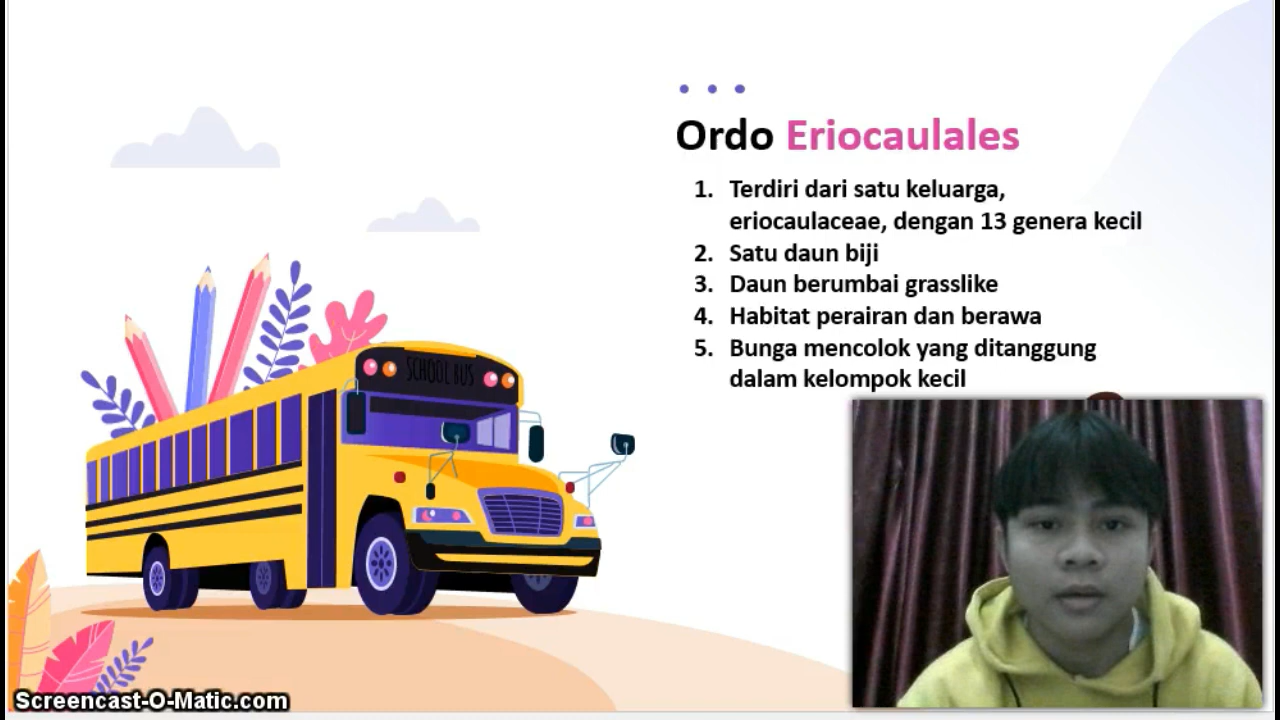 Ordo Eriocaulales
1. Terdiri dari satu keluarga,
eriocaulaceae, dengan 13 genera kecil
2. Satu daun biji
3. Daun berumbai grasslike
4. Habitat perairan dan berawa
5. Bunga mencolok yang ditanggung
dalam kelompok kecil
SCHOOL BUS
Screencast-O-Matic.com